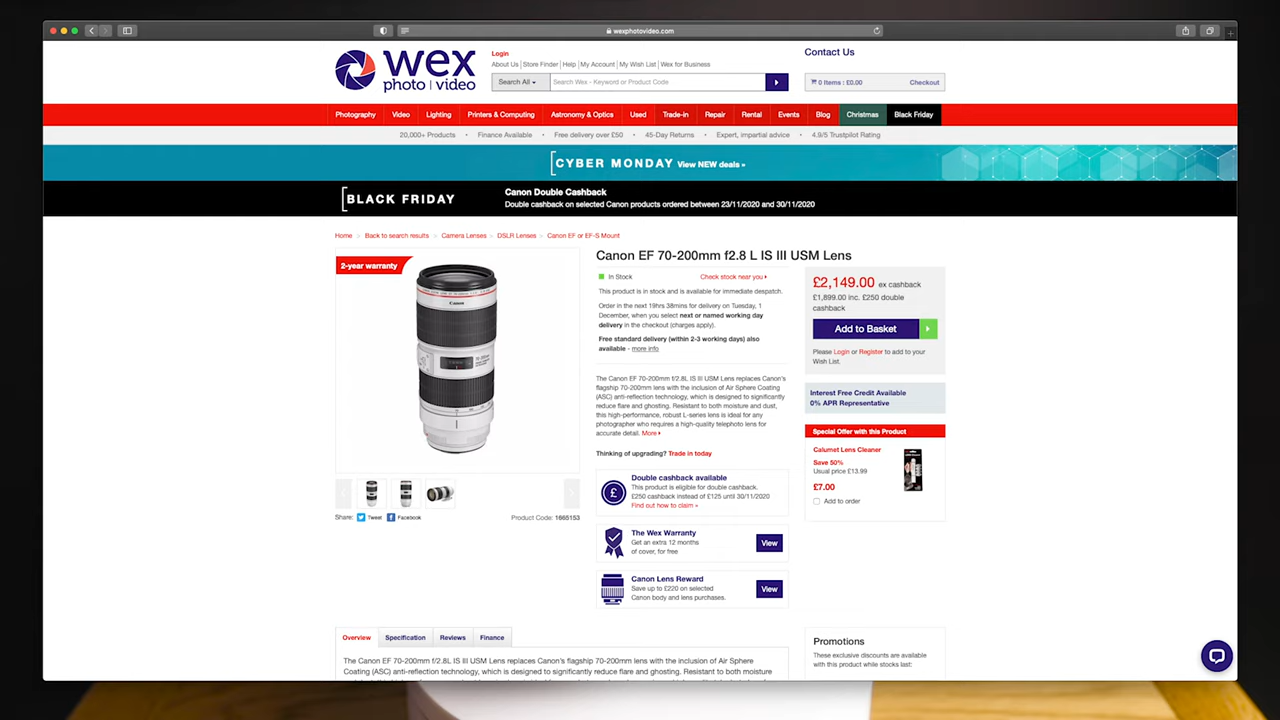 wexphotovideo.com
wex
photo | video
Login
About Us | Store Finder | Help | My Account | My Wish List | Wex for Business
Search All
Search Wex - Keyword or Product Code
Contact Us
0 items : £0.00
Checkout
Photography Video Lighting Printers & Computing Astronomy & Optics Used Trade-in Repair Rental Events Blog Christmas Black Friday
20,000+ Products • Finance Available • Free delivery over £50 • 45-Day Returns • Expert, impartial advice • 4.9/5 Trustpilot Rating
CYBER MONDAY View NEW deals »
BLACK FRIDAY
Canon Double Cashback
Double cashback on selected Canon products ordered between 23/11/2020 and 30/11/2020
Home > Back to search results > Camera Lenses > DSLR Lenses > Canon EF or EF-S Mount
2-year warranty
Canon
Share: Tweet Facebook
Product Code: 1665153
Canon EF 70-200mm f2.8 L IS III USM Lens
In Stock
Check stock near you
This product is in stock and is available for immediate despatch.
Order in the next 19hrs 38mins for delivery on Tuesday, 1
December, when you select next or named working day
delivery in the checkout (charges apply).
Free standard delivery (within 2-3 working days) also
available - more info
The Canon EF 70-200mm f/2.8L IS III USM Lens replaces Canon's
flagship 70-200mm lens with the inclusion of Air Sphere Coating
(ASC) anti-reflection technology, which is designed to significantly
reduce flare and ghosting. Resistant to both moisture and dust,
this high-performance, robust L-series lens is ideal for any
photographer who requires a high-quality telephoto lens for
accurate detail. More
Thinking of upgrading? Trade in today
£
Double cashback available
This product is eligible for double cashback.
£250 cashback instead of £125 until 30/11/2020
Find out how to claim »
The Wex Warranty
Get an extra 12 months
of cover, for free
View
Canon Lens Reward
Save up to £220 on selected
Canon body and lens purchases.
View
£2,149.00 ex cashback
£1,899.00 inc. £250 double
cashback
Add to Basket
Please Login or Register to add to your
Wish List.
Interest Free Credit Available
0% APR Representative
Special Offer with this Product
Calumet Lens Cleaner
Save 50%
Usual price £13.99
£7.00
Add to order
Overview Specification Reviews Finance
The Canon EF 70-200mm f/2.8L IS III USM Lens replaces Canon's flagship 70-200mm lens with the inclusion of Air Sphere
Coating (ASC) anti-reflection technology, which is designed to significantly reduce flare and ghosting. Resistant to both moisture
Promotions
These exclusive discounts are available
with this product while stocks last: